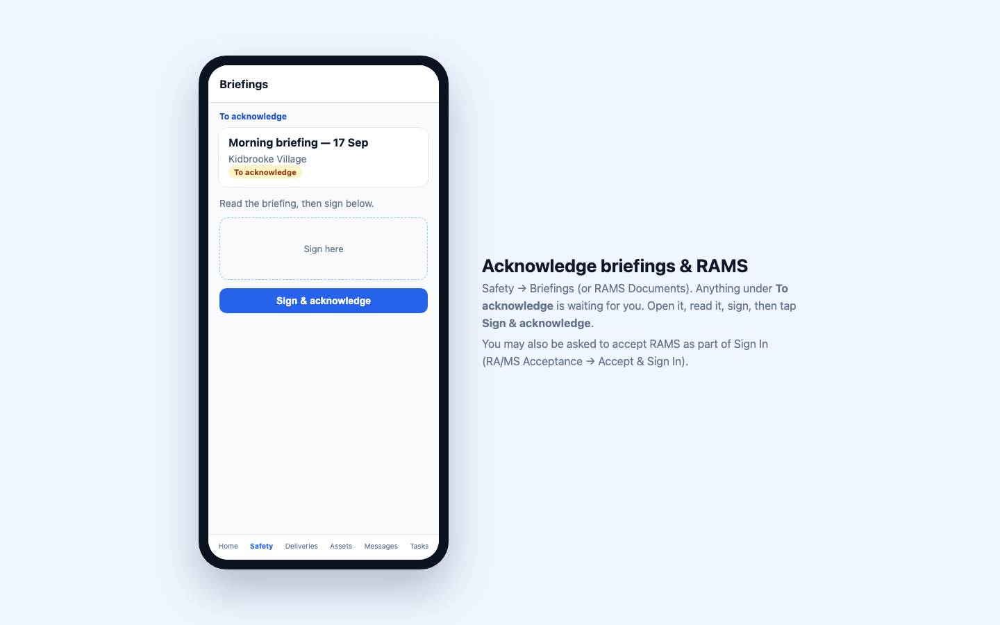 Briefings
To acknowledge
Morning briefing — 17 Sep
Kidbrooke Village
To acknowledge
Read the briefing, then sign below.
Sign here
Sign & acknowledge
Home Safety Deliveries Assets Messages Tasks
Acknowledge briefings & RAMS
Safety → Briefings (or RAMS Documents). Anything under To
acknowledge is waiting for you. Open it, read it, sign, then tap
Sign & acknowledge.
You may also be asked to accept RAMS as part of Sign In
(RA/MS Acceptance → Accept & Sign In).